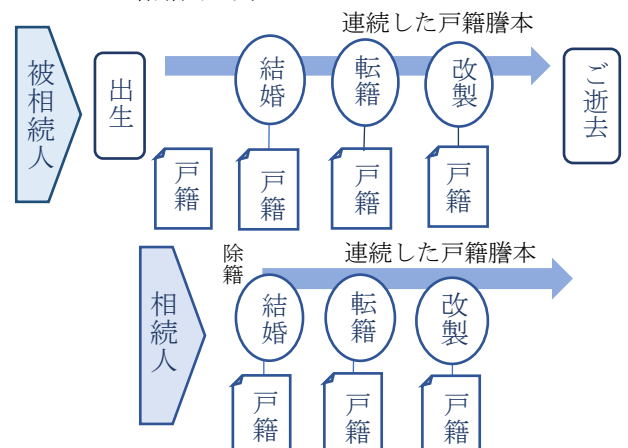 連続した戸籍謄本
被相続人
出生
結婚
転籍
改製
ご逝去
戸籍
戸籍
戸籍
戸籍
除籍
連続した戸籍謄本
相続人
結婚
転籍
改製
戸籍
戸籍
戸籍